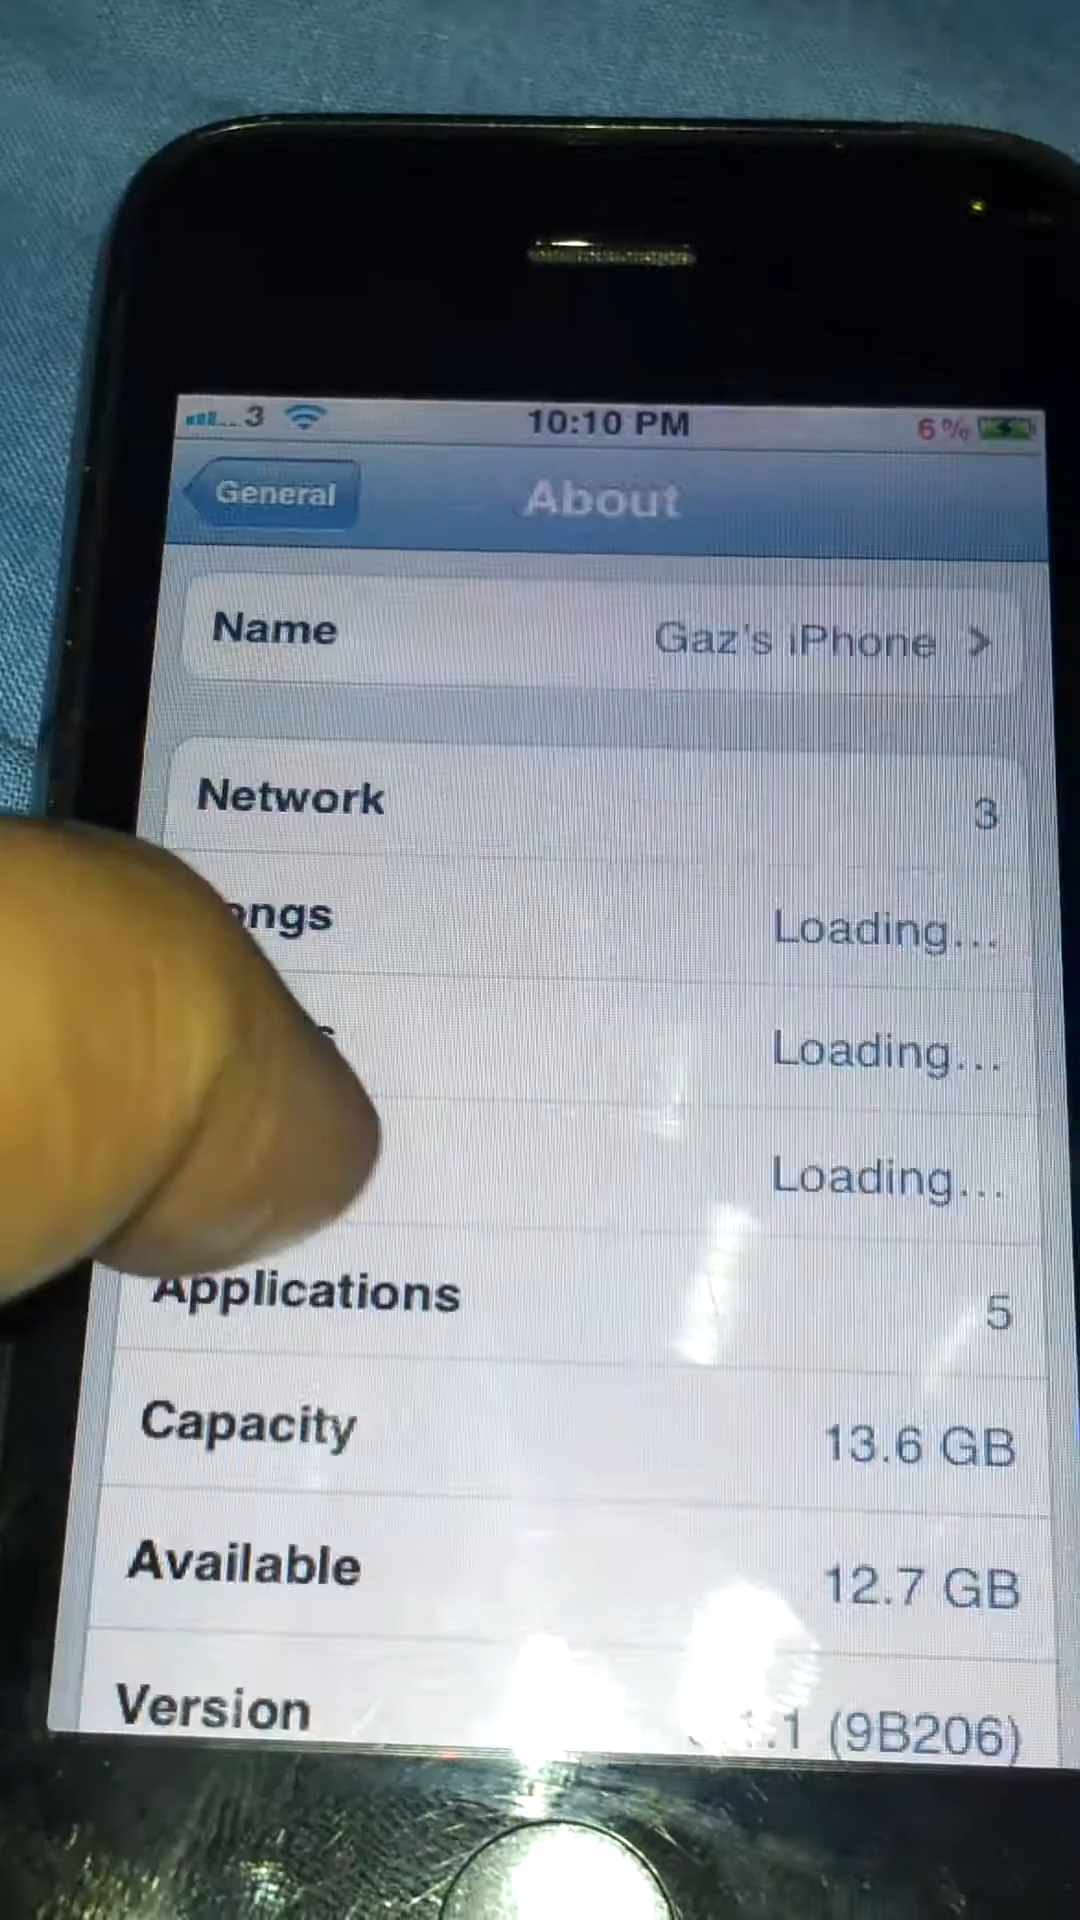 3 10:10 PM 6%
General About
Name Gaz's iPhone
Network 3
ongs Loading...
Loading...
Loading...
Applications 5
Capacity 13.6 GB
Available 12.7 GB
Version .1 (9B206)